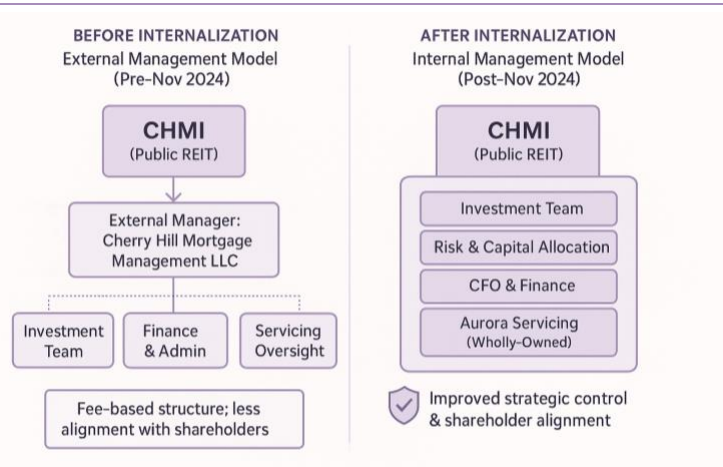 BEFORE INTERNALIZATION
External Management Model
(Pre-Nov 2024)
CHMI
(Public REIT)
External Manager:
Cherry Hill Mortgage
Management LLC
Investment
Team
Finance
& Admin
Servicing
Oversight
Fee-based structure; less
alignment with shareholders
AFTER INTERNALIZATION
Internal Management Model
(Post-Nov 2024)
CHMI
(Public REIT)
Investment Team
Risk & Capital Allocation
CFO & Finance
Aurora Servicing
(Wholly-Owned)
Improved strategic control
& shareholder alignment